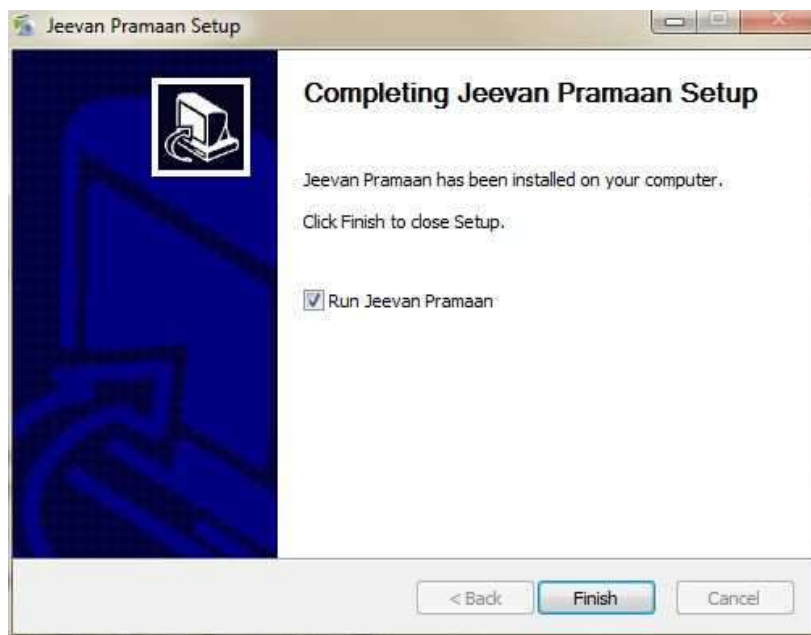 Jeevan Pramaan Setup
Completing Jeevan Pramaan Setup
Jeevan Pramaan has been installed on your computer.
Click Finish to close Setup.
Run Jeevan Pramaan
< Back Finish Cancel